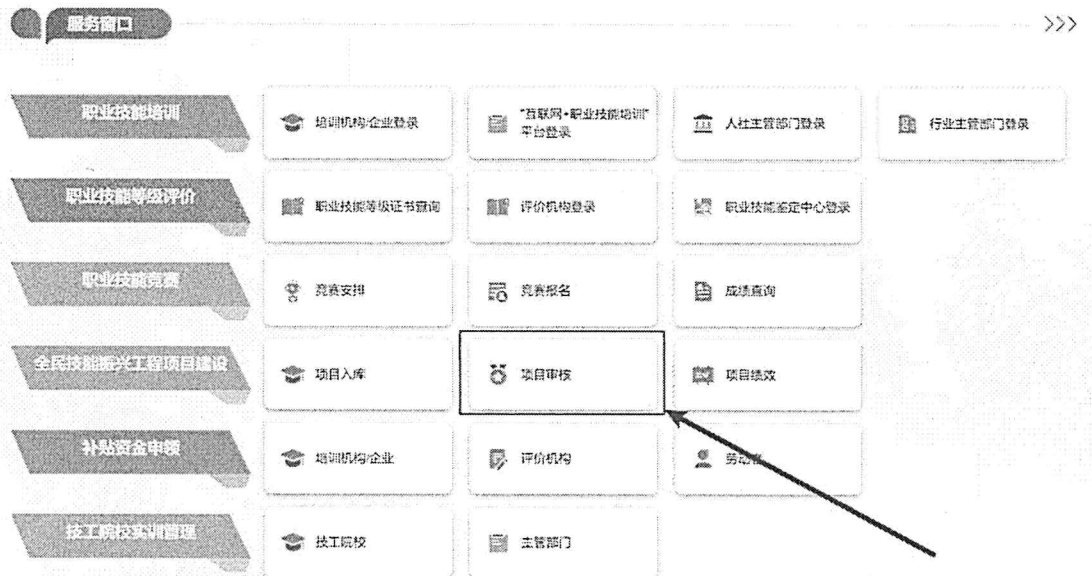 服务窗口
>>>
职业技能培训
培训机构/企业登录
"互联网+职业技能培训"
平台登录
人社主管部门登录
行业主管部门登录
职业技能等级评价
职业技能等级证书查询
评价机构登录
职业技能鉴定中心登录
职业技能竞赛
竞赛安排
竞赛报名
成绩查询
全民技能振兴工程项目建设
项目入库
项目审核
项目绩效
补贴资金申领
培训机构/企业
评价机构
劳动者
技工院校实训管理
技工院校
主管部门